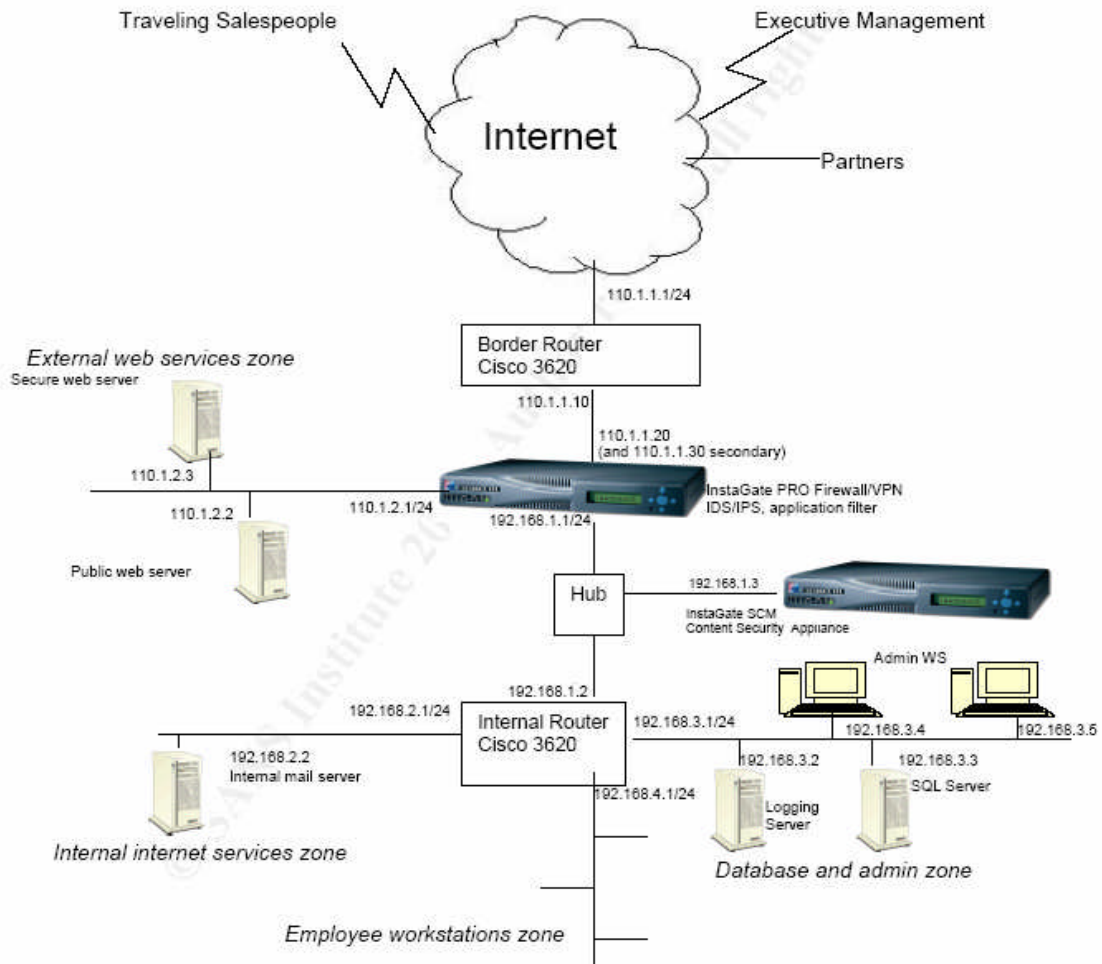 Traveling Salespeople
Executive Management
Internet
Partners
110.1.1.1/24
Border Router
Cisco 3620
External web services zone
Secure web server
110.1.1.10
110.1.1.20
(and 110.1.1.30 secondary)
110.1.2.3
InstaGate PRO Firewall/VPN
IDS/IPS, application filter
110.1.2.2
110.1.2.1/24
192.168.1.1/24
Public web server
Hub
192.168.1.3
InstaGate SCM
Content Security Appliance
Admin WS
192.168.1.2
192.168.2.1/24
Internal Router
Cisco 3620
192.168.3.1/24
192.168.3.4
192.168.3.5
192.168.2.2
Internal mail server
192.168.3.2
192.168.3.3
SQL Server
192.168.4.1/24
Logging
Server
Internal internet services zone
Database and admin zone
Employee workstations zone